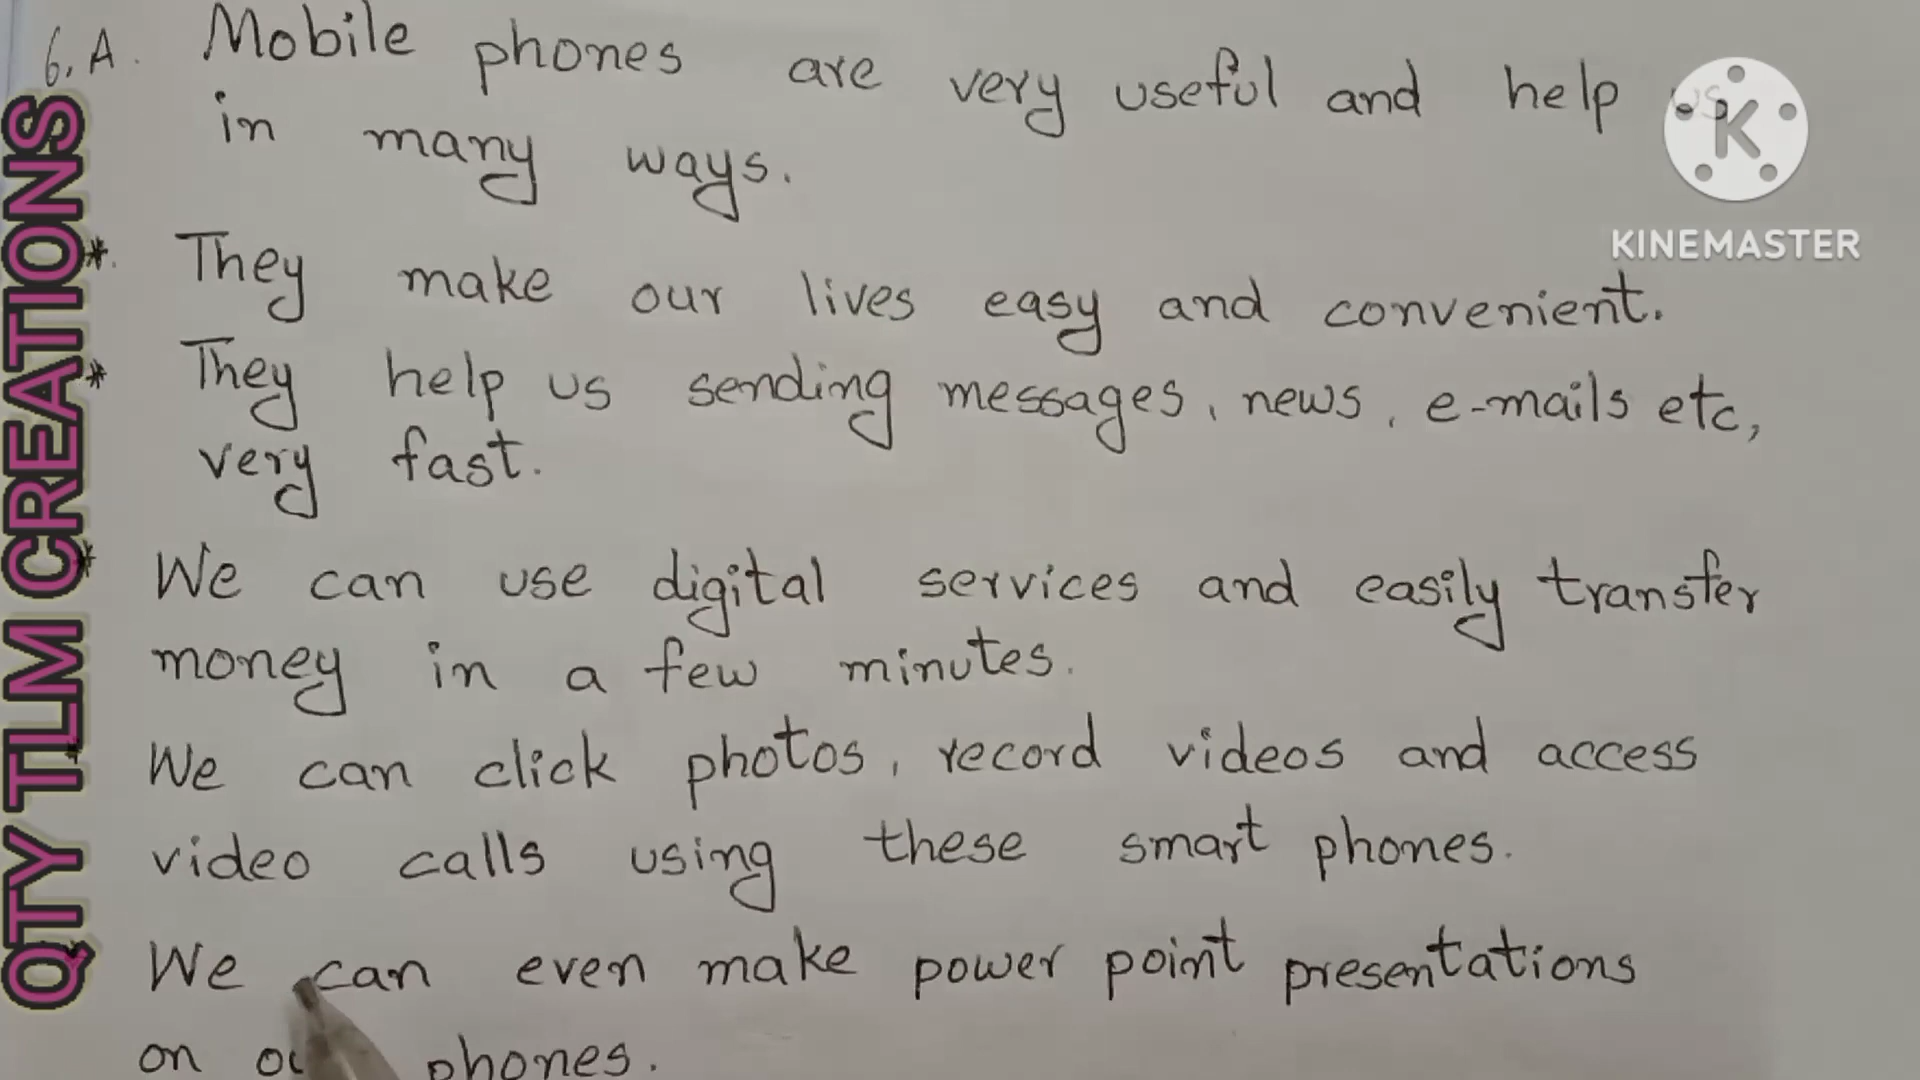 6. A. Mobile phones are very useful and help us
in many ways.
* They make our lives easy and convenient.
* They help us sending messages, news, e-mails etc,
very fast.
* We can use digital services and easily transfer
money in a few minutes.
* We can click photos, record videos and access
video calls using these smart phones.
* We can even make power point presentations
on phones.
QTY TLM CREATIONS
K
KINEMASTER